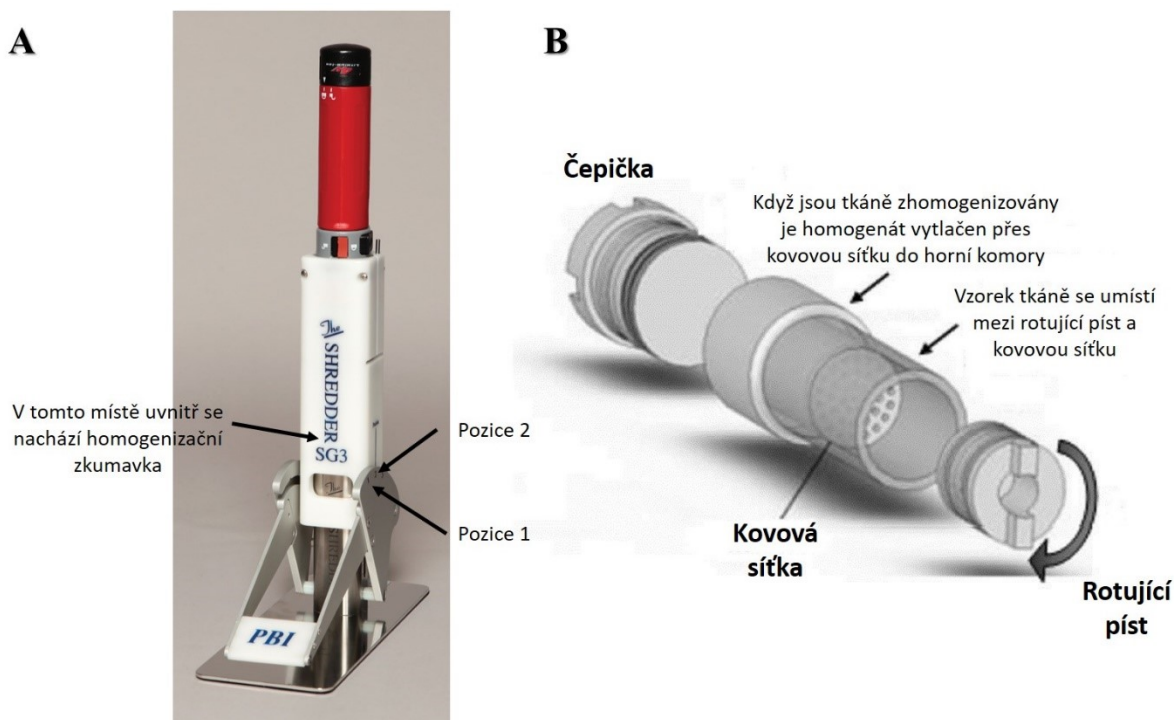 A
B
Čepička
Když jsou tkáně zhomogenizovány
je homogenát vytlačen přes
kovovou síťku do horní komory
Vzorek tkáně se umístí
mezi rotující píst a
kovovou síťku
V tomto místě uvnitř se
nachází homogenizační
zkumavka
The
SHREDDER
SG3
Pozice 2
Pozice 1
The
SHREDDER
PBI
Kovová
síťka
Rotující
píst